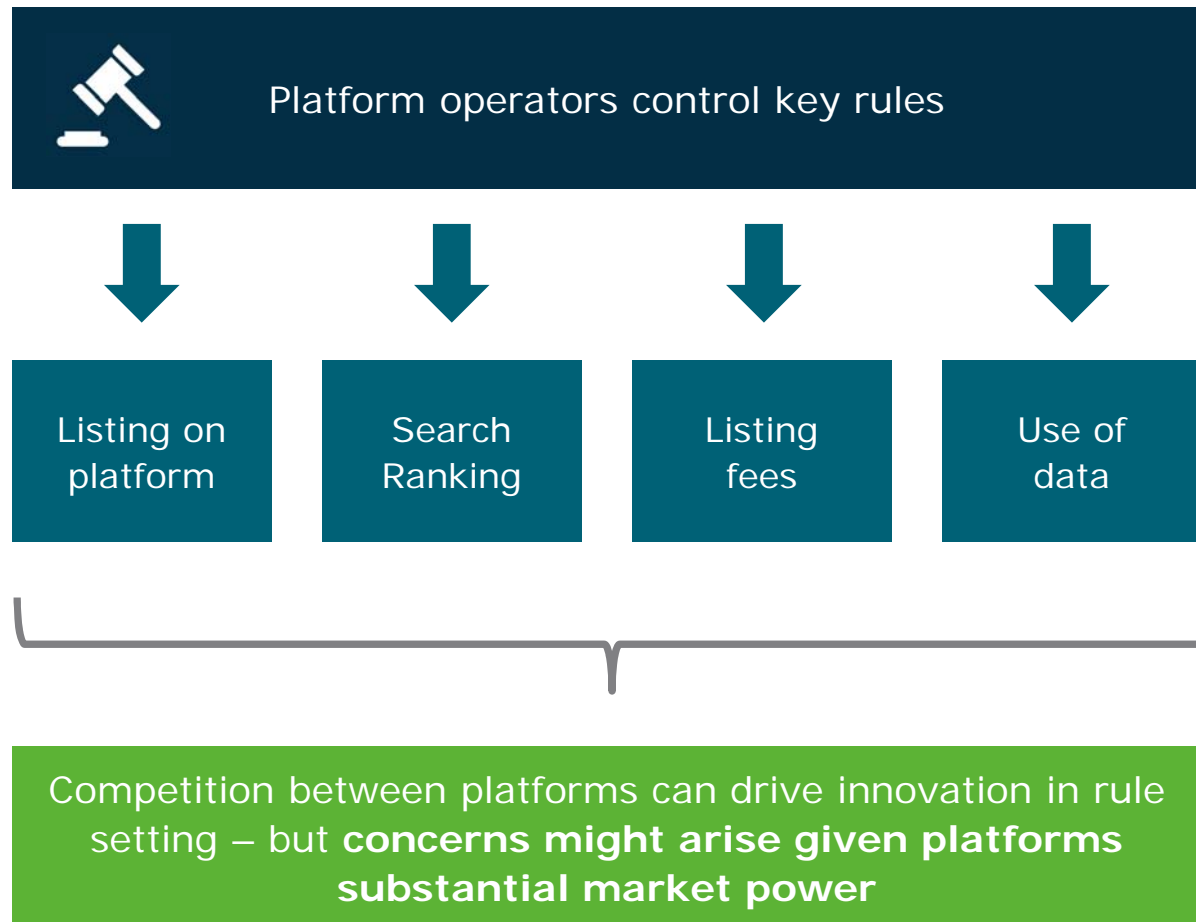 Platform operators control key rules
Listing on
platform
Search
Ranking
Listing
fees
Use of
data
Competition between platforms can drive innovation in rule
setting – but concerns might arise given platforms
substantial market power